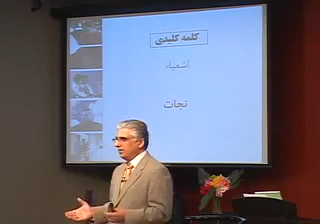 کلمه کلیدی
اشعیاء
نجات